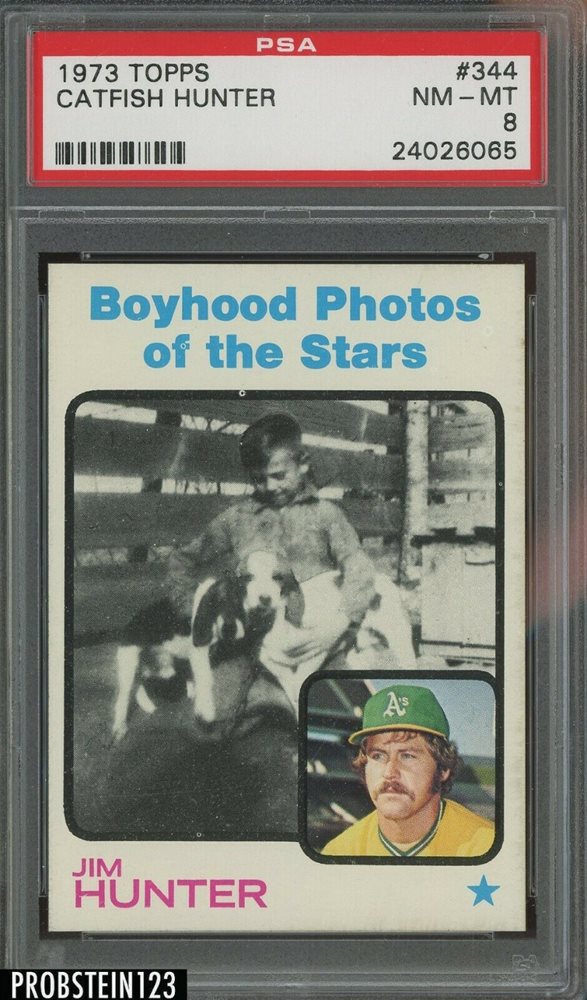 PSA
1973 TOPPS #344
CATFISH HUNTER NM - MT
8
24026065
Boyhood Photos
of the Stars
A's
JIM
HUNTER
PROBSTEIN123